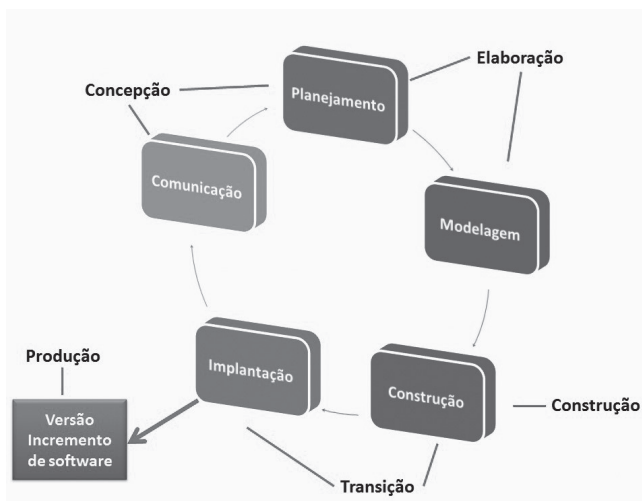 Elaboração
Concepção
Planejamento
Comunicação
Modelagem
Produção
Implantação
Construção
Construção
Versão
Incremento
de software
Transição